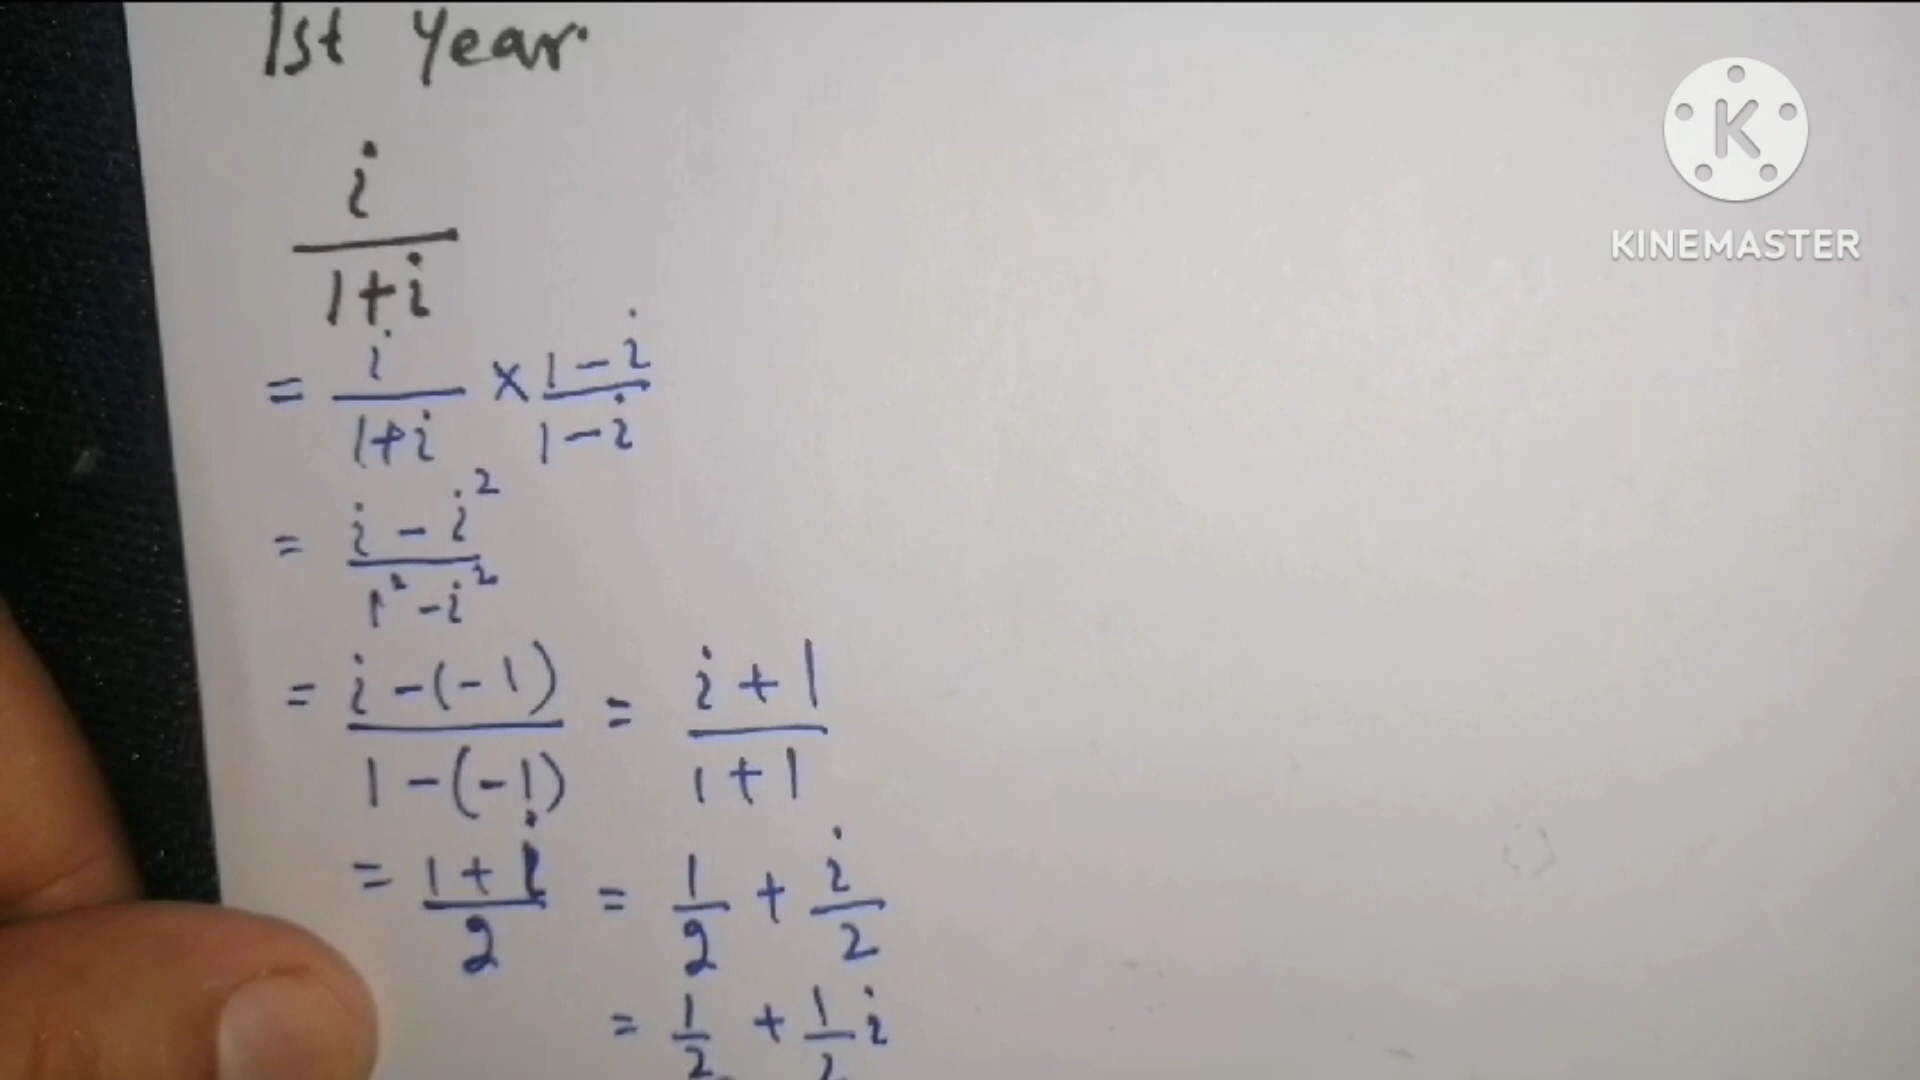 1st Year.
i
1+i
= i/1+i × 1-i/1-i
= i - i²/1² - i²
= i-(-1)/1-(-1) = i+1/1+1
= 1+i/2 = 1/2 + i/2
= 1/2 + 1/2 i
K
KINEMASTER